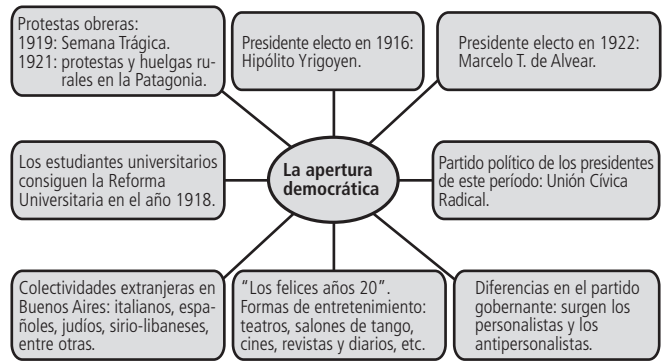 Protestas obreras:
1919: Semana Trágica.
1921: protestas y huelgas ru-
rales en la Patagonia.
Presidente electo en 1916:
Hipólito Yrigoyen.
Presidente electo en 1922:
Marcelo T. de Alvear.
Los estudiantes universitarios
consiguen la Reforma
Universitaria en el año 1918.
La apertura
democrática
Partido político de los presidentes
de este período: Unión Cívica
Radical.
Colectividades extranjeras en
Buenos Aires: italianos, espa-
ñoles, judíos, sirio-libaneses,
entre otras.
"Los felices años 20".
Formas de entretenimiento:
teatros, salones de tango,
cines, revistas y diarios, etc.
Diferencias en el partido
gobernante: surgen los
personalistas y los
antipersonalistas.